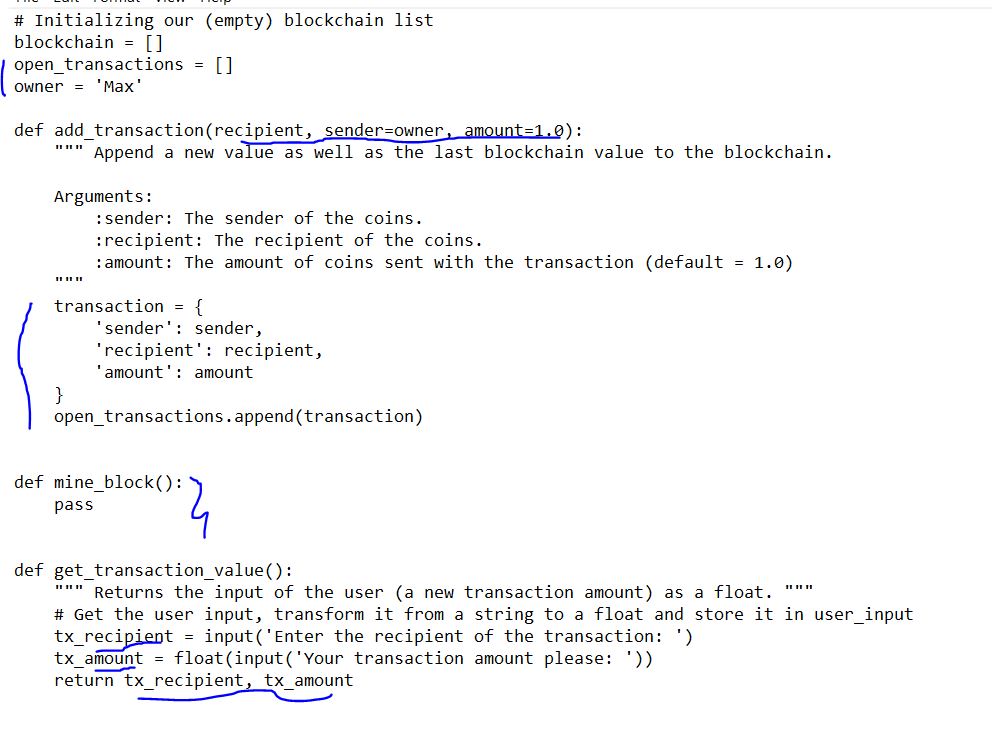 # Initializing our (empty) blockchain list
blockchain = []
open_transactions = []
owner = 'Max'
def add_transaction(recipient, sender=owner, amount=1.0):
""" Append a new value as well as the last blockchain value to the blockchain.
Arguments:
:sender: The sender of the coins.
:recipient: The recipient of the coins.
:amount: The amount of coins sent with the transaction (default = 1.0)
"""
transaction = {
'sender': sender,
'recipient': recipient,
'amount': amount
}
open_transactions.append(transaction)
def mine_block():
pass
def get_transaction_value():
""" Returns the input of the user (a new transaction amount) as a float. """
# Get the user input, transform it from a string to a float and store it in user_input
tx_recipient = input('Enter the recipient of the transaction: ')
tx_amount = float(input('Your transaction amount please: '))
return tx_recipient, tx_amount